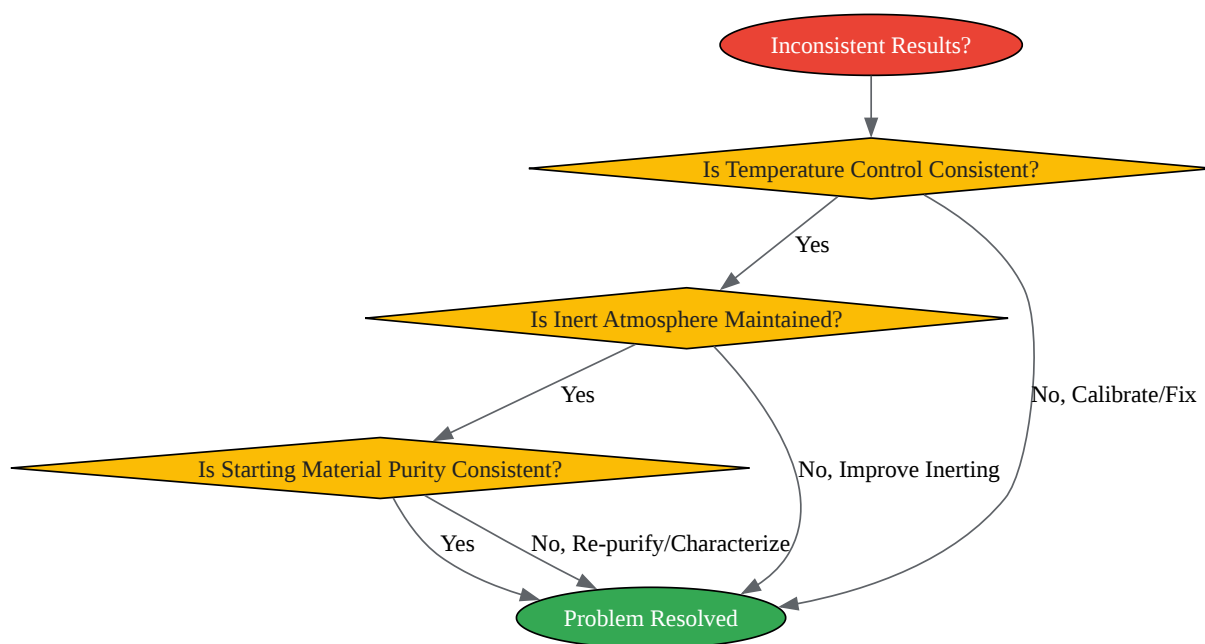 Inconsistent Results?
Is Temperature Control Consistent?
Yes
Is Inert Atmosphere Maintained?
Yes
No, Calibrate/Fix
Is Starting Material Purity Consistent?
No, Improve Inerting
Yes
No, Re-purify/Characterize
Problem Resolved